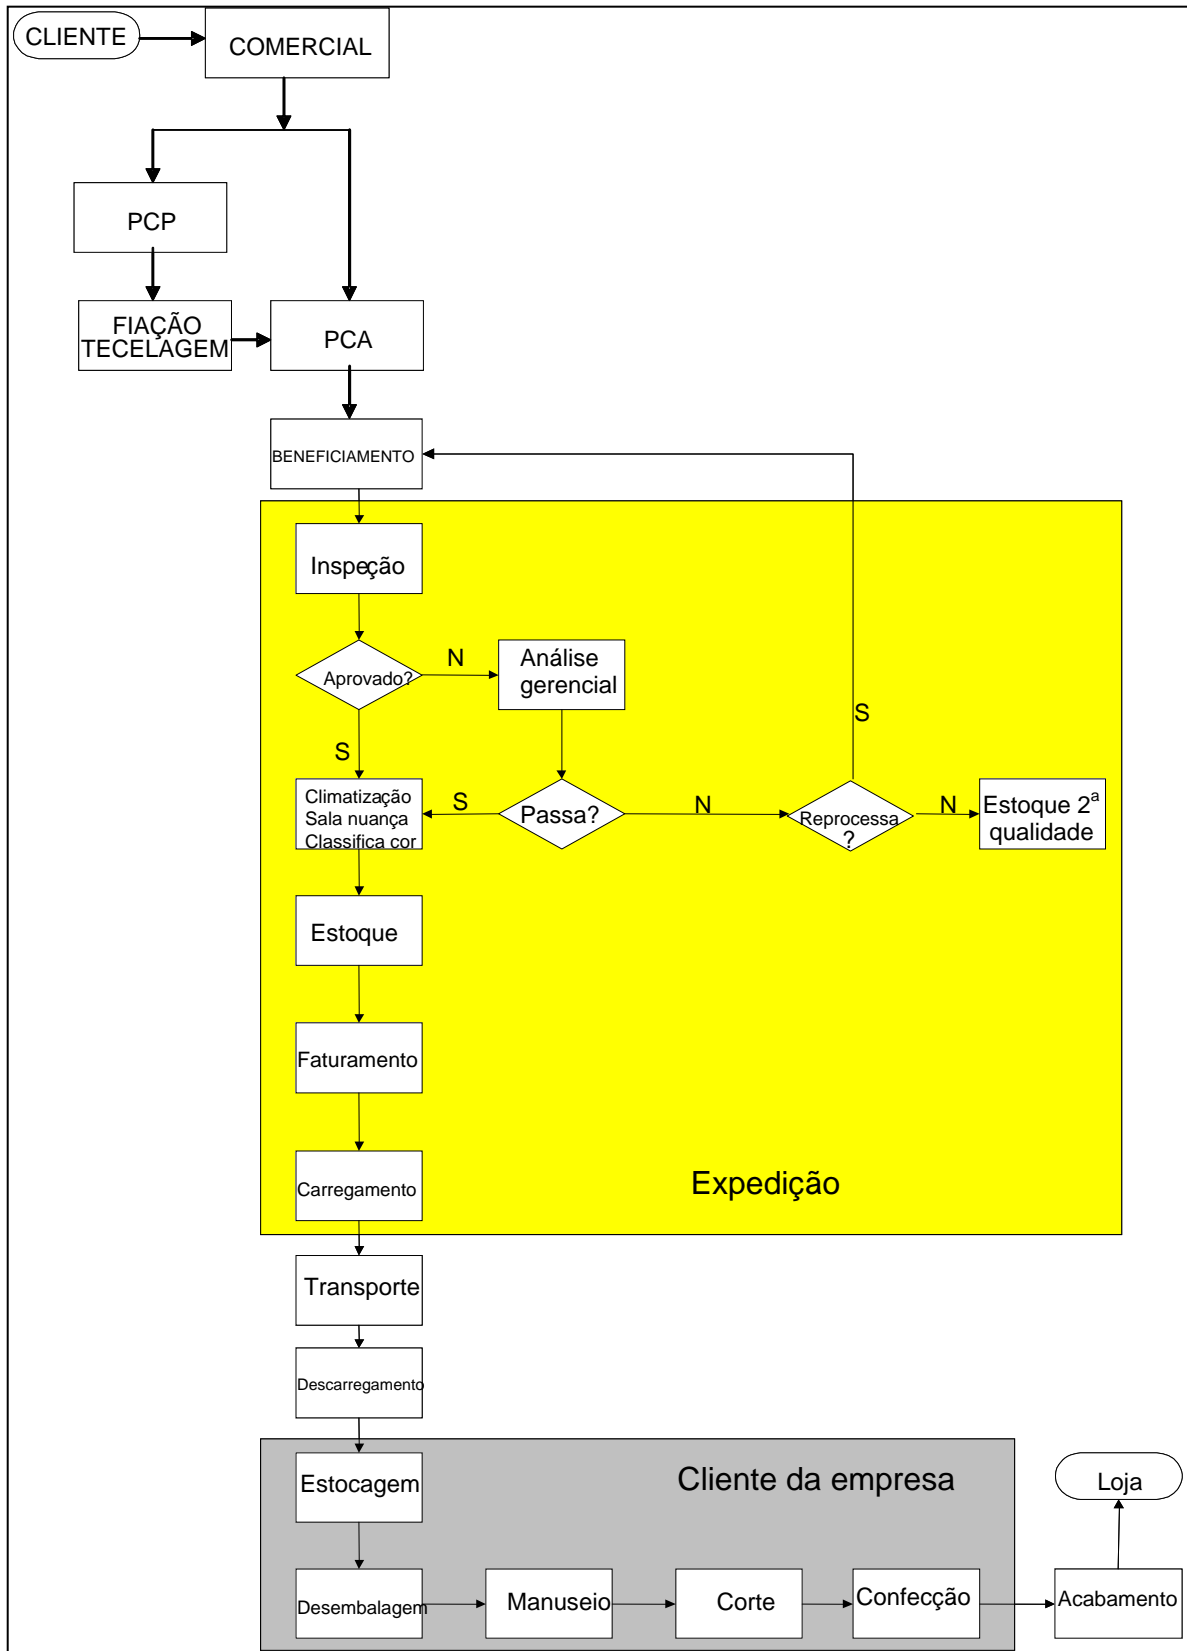 CLIENTE
COMERCIAL
PCP
FIAÇÃO
TECELAGEM
PCA
BENEFICIAMENTO
Inspeção
Aprovado?
N
Análise
gerencial
S
S
Climatização
Sala nuança
Classifica cor
S
Passa?
N
Reprocessa
?
N
Estoque 2ª
qualidade
Estoque
Faturamento
Carregamento
Expedição
Transporte
Descarregamento
Estocagem
Cliente da empresa
Loja
Desembalagem
Manuseio
Corte
Confecção
Acabamento